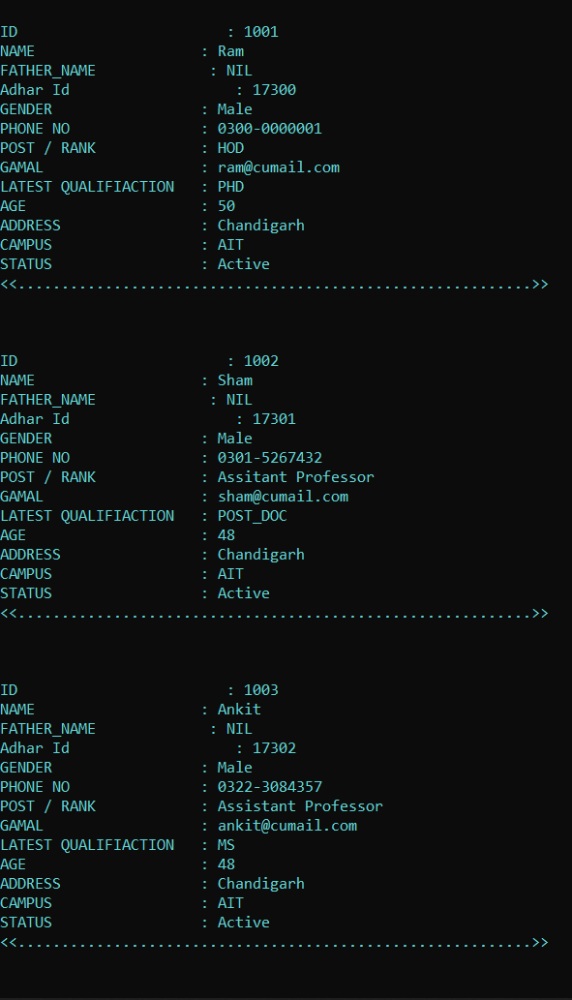 ID                        : 1001
NAME                   : Ram
FATHER_NAME             : NIL
Adhar Id                   : 17300
GENDER                 : Male
PHONE NO               : 0300-0000001
POST / RANK            : HOD
GAMAL                  : ram@cumail.com
LATEST QUALIFIACTION   : PHD
AGE                    : 50
ADDRESS                : Chandigarh
CAMPUS                 : AIT
STATUS                 : Active
<<...........................................................>>
ID                        : 1002
NAME                   : Sham
FATHER_NAME             : NIL
Adhar Id                   : 17301
GENDER                 : Male
PHONE NO               : 0301-5267432
POST / RANK            : Assitant Professor
GAMAL                  : sham@cumail.com
LATEST QUALIFIACTION   : POST_DOC
AGE                    : 48
ADDRESS                : Chandigarh
CAMPUS                 : AIT
STATUS                 : Active
<<...........................................................>>
ID                        : 1003
NAME                   : Ankit
FATHER_NAME             : NIL
Adhar Id                   : 17302
GENDER                 : Male
PHONE NO               : 0322-3084357
POST / RANK            : Assistant Professor
GAMAL                  : ankit@cumail.com
LATEST QUALIFIACTION   : MS
AGE                    : 48
ADDRESS                : Chandigarh
CAMPUS                 : AIT
STATUS                 : Active
<<...........................................................>>